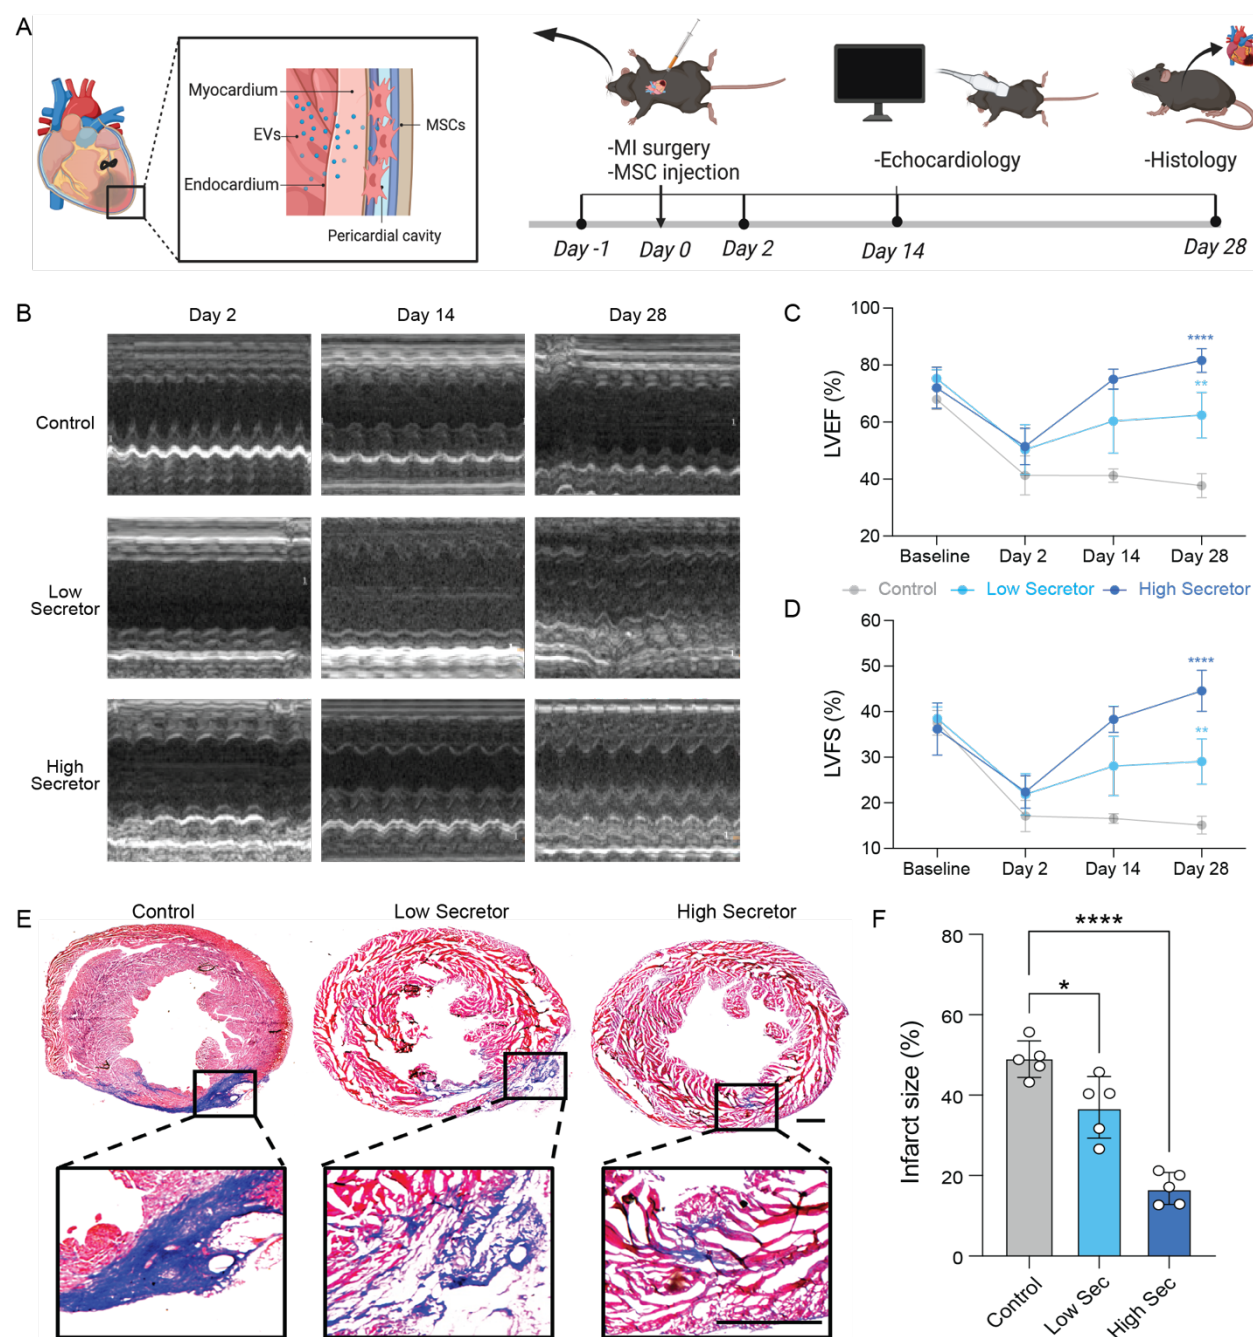 A
Myocardium
EVs
Endocardium
MSCs
Pericardial cavity
-MI surgery
-MSC injection
-Echocardiology
-Histology
Day -1
Day 0
Day 2
Day 14
Day 28
B
Day 2
Day 14
Day 28
Control
Low
Secretor
High
Secretor
C
LVEF (%)
100
80
60
40
20
****
**
Baseline
Day 2
Day 14
Day 28
Control
Low Secretor
High Secretor
D
LVFS (%)
60
50
40
30
20
10
****
**
Baseline
Day 2
Day 14
Day 28
E
Control
Low Secretor
High Secretor
F
Infarct size (%)
80
60
40
20
0
****
*
Control
Low Sec
High Sec